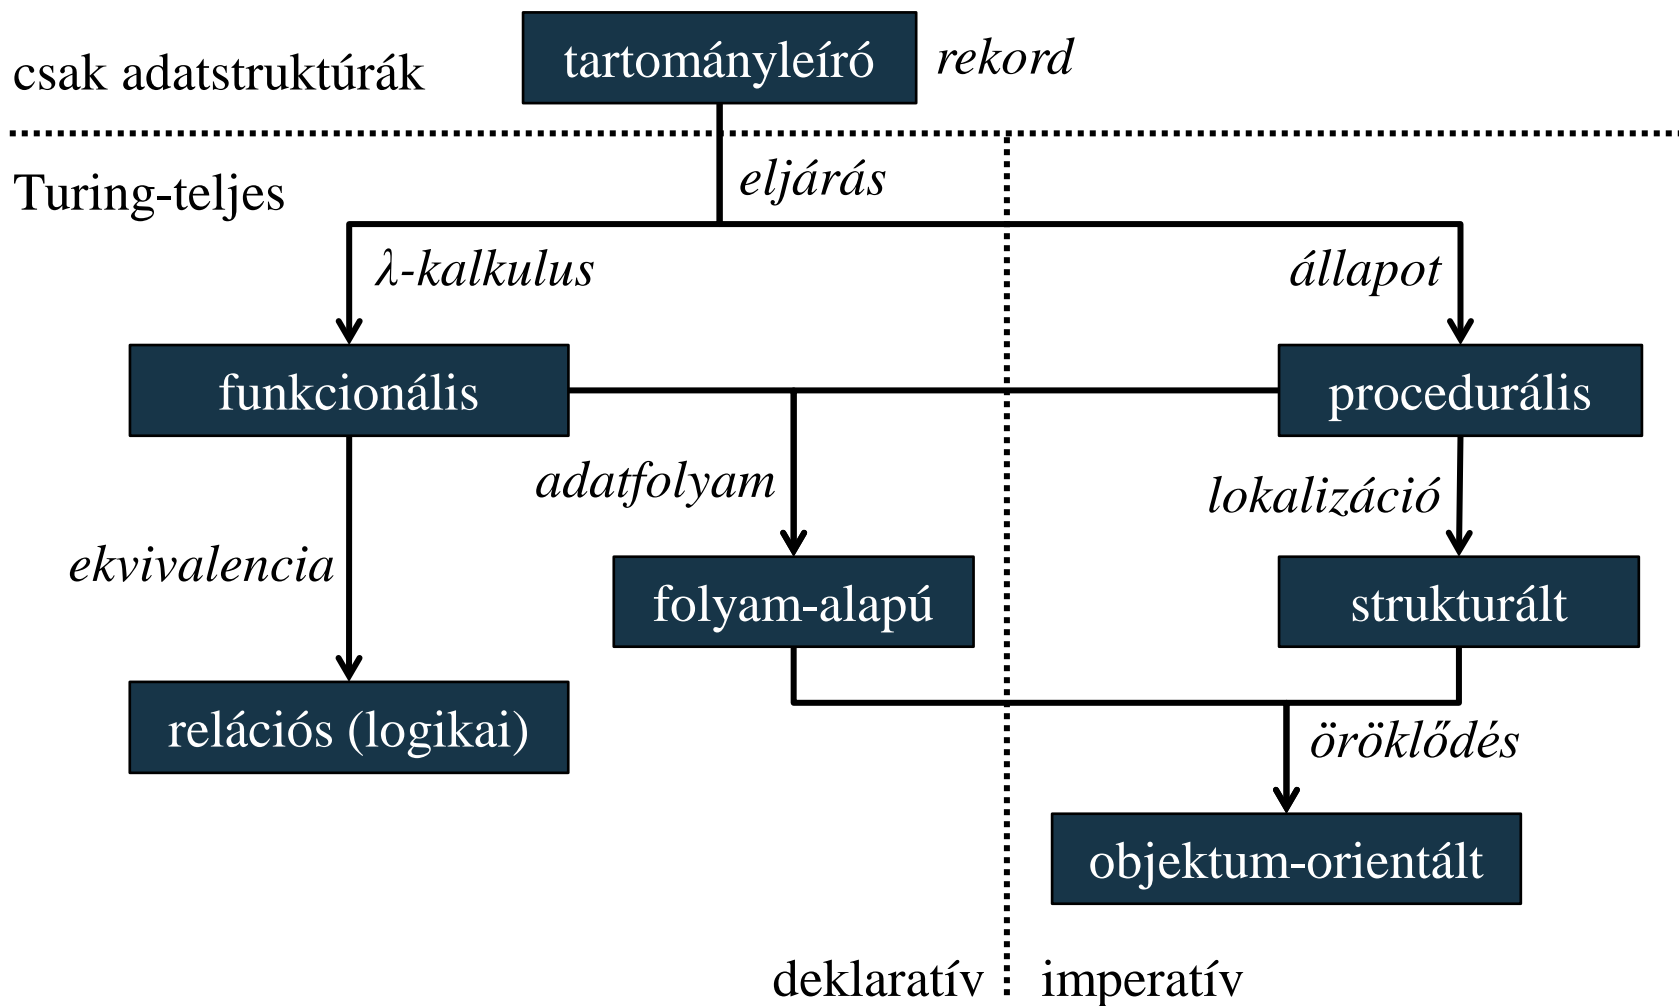 csak adatstruktúrák
tartományleíró
rekord
Turing-teljes
eljárás
λ-kalkulus
állapot
funkcionális
procedurális
adatfolyam
lokalizáció
ekvivalencia
folyam-alapú
strukturált
relációs (logikai)
öröklődés
objektum-orientált
deklaratív
imperatív